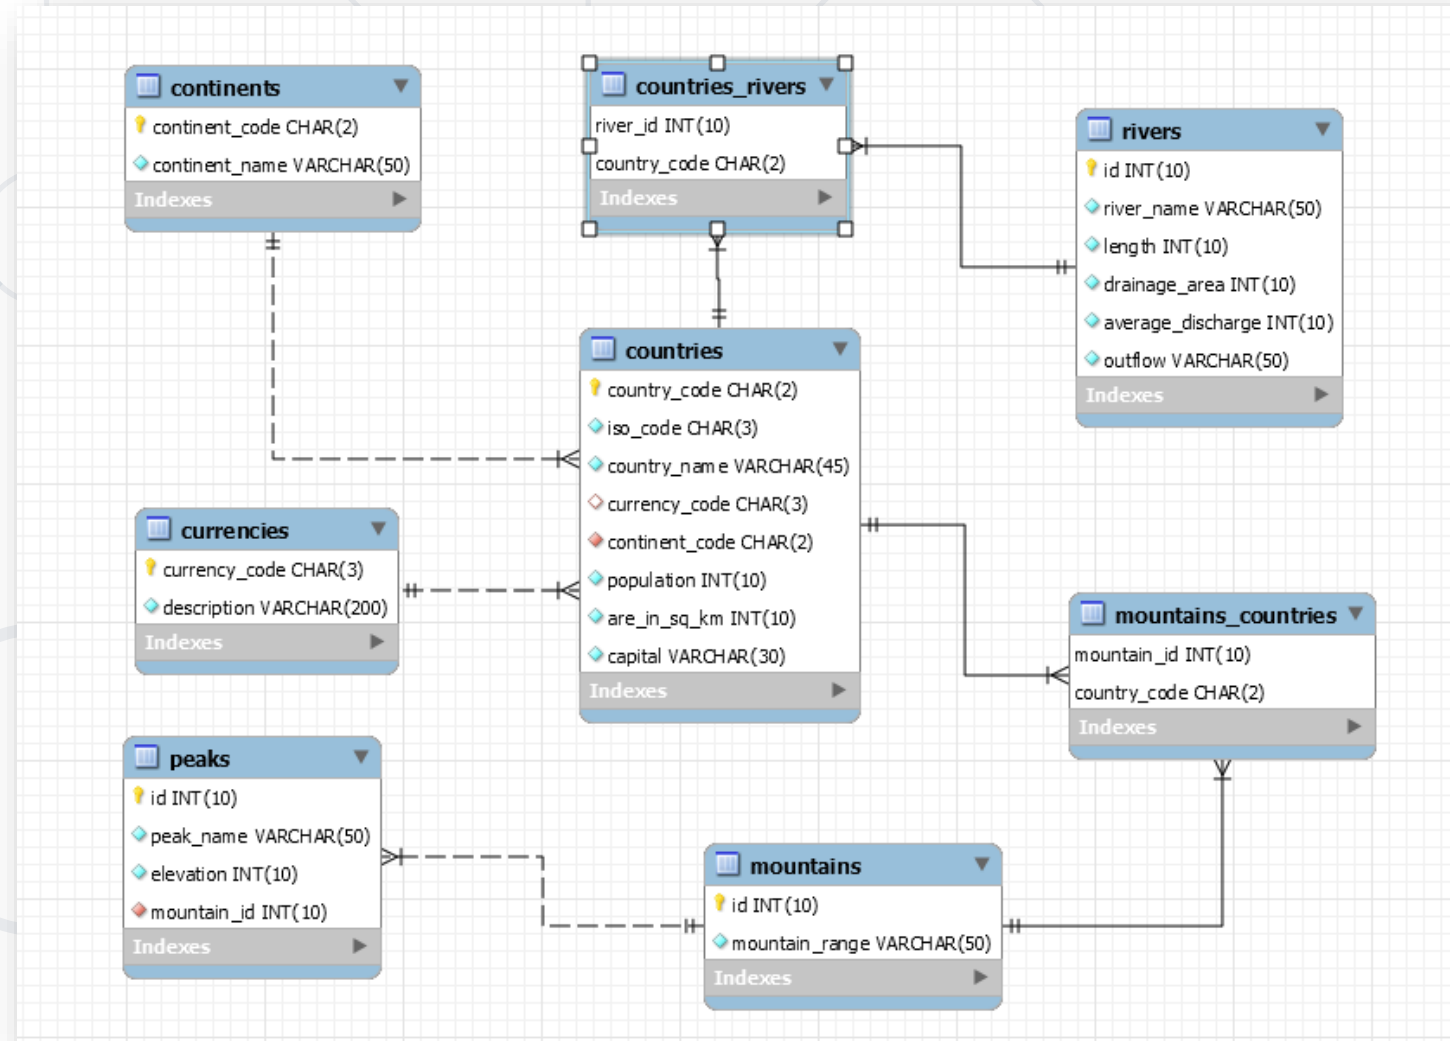 continents
continent_code CHAR(2)
continent_name VARCHAR(50)
Indexes
countries_rivers
river_id INT(10)
country_code CHAR(2)
Indexes
rivers
id INT(10)
river_name VARCHAR(50)
length INT(10)
drainage_area INT(10)
average_discharge INT(10)
outflow VARCHAR(50)
Indexes
countries
country_code CHAR(2)
iso_code CHAR(3)
country_name VARCHAR(45)
currency_code CHAR(3)
continent_code CHAR(2)
population INT(10)
are_in_sq_km INT(10)
capital VARCHAR(30)
Indexes
currencies
currency_code CHAR(3)
description VARCHAR(200)
Indexes
mountains_countries
mountain_id INT(10)
country_code CHAR(2)
Indexes
peaks
id INT(10)
peak_name VARCHAR(50)
elevation INT(10)
mountain_id INT(10)
Indexes
mountains
id INT(10)
mountain_range VARCHAR(50)
Indexes